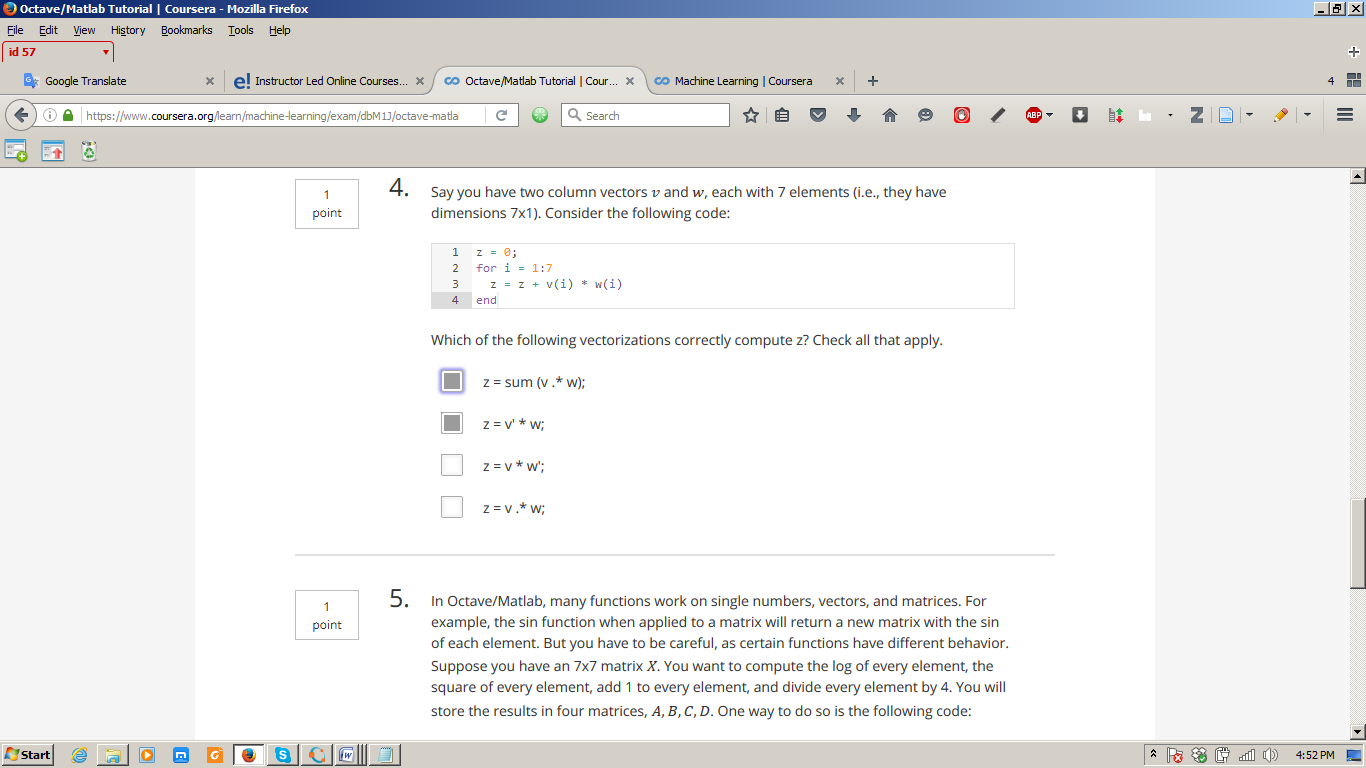 Octave/Matlab Tutorial | Coursera - Mozilla Firefox
File Edit View History Bookmarks Tools Help
id 57
Google Translate
Instructor Led Online Courses...
Octave/Matlab Tutorial | Cour...
Machine Learning | Coursera
4
https://www.coursera.org/learn/machine-learning/exam/dbM1J/octave-matla
Search
ABP
1
point
4. Say you have two column vectors v and w, each with 7 elements (i.e., they have
dimensions 7x1). Consider the following code:
1 z = 0;
2 for i = 1:7
3 z = z + v(i) * w(i)
4 end
Which of the following vectorizations correctly compute z? Check all that apply.
z = sum (v .* w);
z = v' * w;
z = v * w';
z = v .* w;
1
point
5. In Octave/Matlab, many functions work on single numbers, vectors, and matrices. For
example, the sin function when applied to a matrix will return a new matrix with the sin
of each element. But you have to be careful, as certain functions have different behavior.
Suppose you have an 7x7 matrix X. You want to compute the log of every element, the
square of every element, add 1 to every element, and divide every element by 4. You will
store the results in four matrices, A, B, C, D. One way to do so is the following code:
Start
4:52 PM